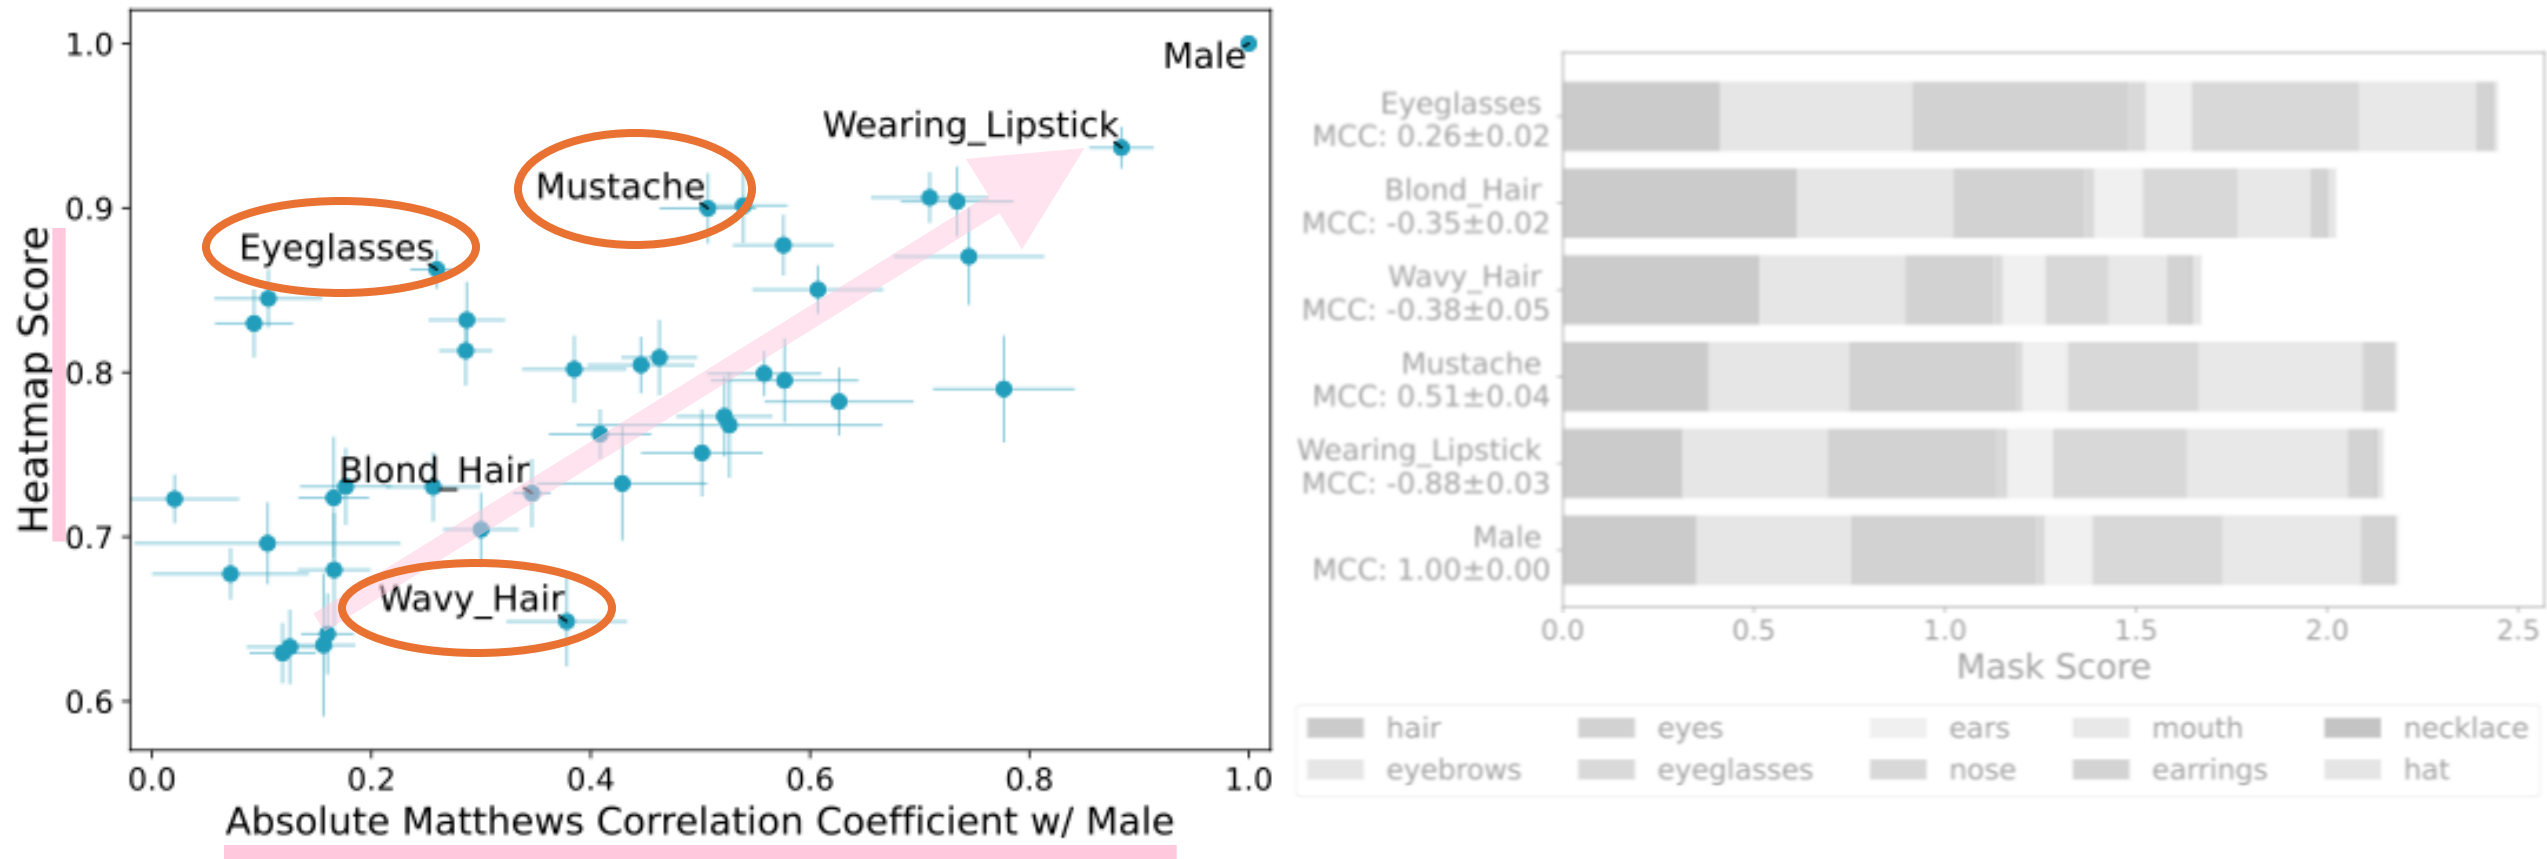 Heatmap Score
1.0
0.9
0.8
0.7
0.6
Male
Wearing_Lipstick
Mustache
Eyeglasses
Blond_Hair
Wavy_Hair
0.0 0.2 0.4 0.6 0.8 1.0
Absolute Matthews Correlation Coefficient w/ Male
Eyeglasses
MCC: 0.26±0.02
Blond_Hair
MCC: -0.35±0.02
Wavy_Hair
MCC: -0.38±0.05
Mustache
MCC: 0.51±0.04
Wearing_Lipstick
MCC: -0.88±0.03
Male
MCC: 1.00±0.00
0.0 0.5 1.0 1.5 2.0 2.5
Mask Score
hair eyes ears mouth necklace
eyebrows eyeglasses nose earrings hat